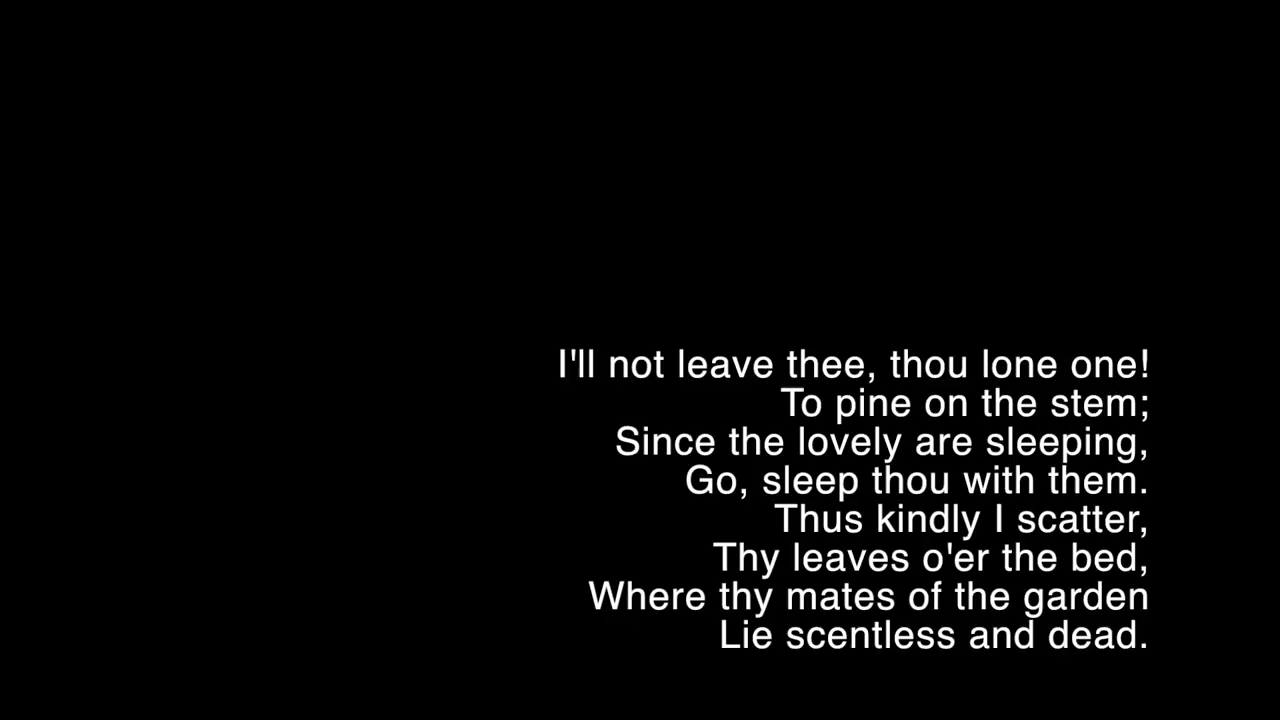 I'll not leave thee, thou lone one!
To pine on the stem;
Since the lovely are sleeping,
Go, sleep thou with them.
Thus kindly I scatter,
Thy leaves o'er the bed,
Where thy mates of the garden
Lie scentless and dead.